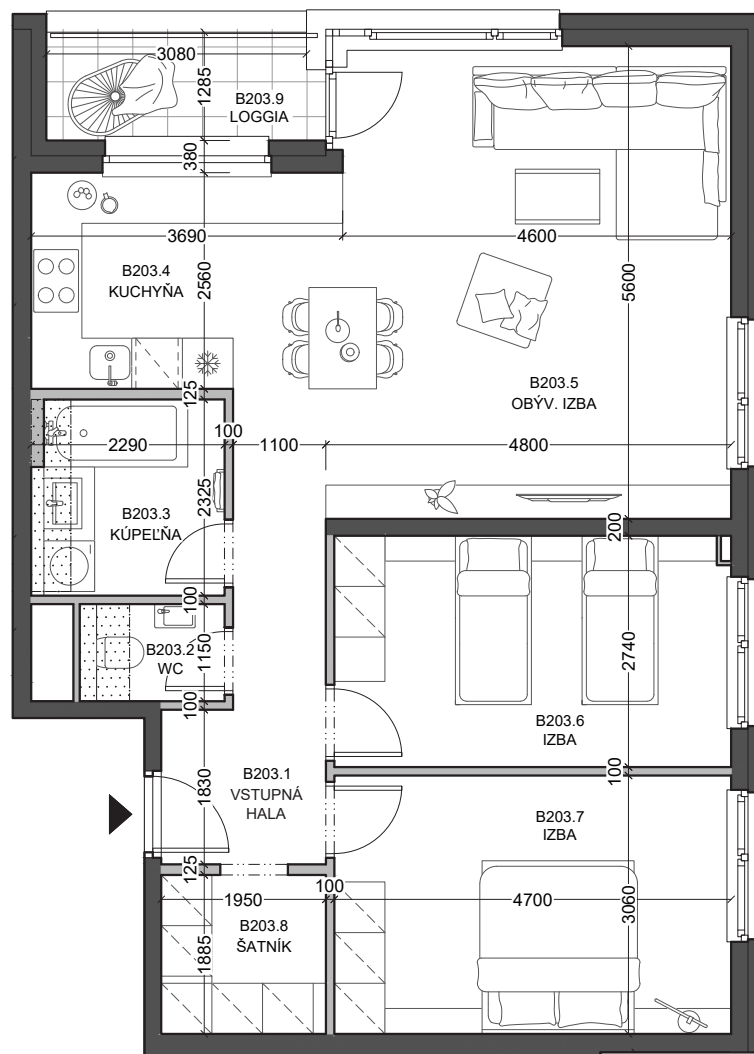 3080
1285
B203.9
LOGGIA
380
3690
4600
B203.4
KUCHYŇA
2560
5600
B203.5
OBÝV. IZBA
125
2290
100
1100
4800
B203.3
KÚPEĽŇA
2325
200
100
B203.2
WC
1150
2740
B203.6
IZBA
100
B203.1
VSTUPNÁ
HALA
1830
100
B203.7
IZBA
125
1950
100
4700
3060
B203.8
ŠATNÍK
1885